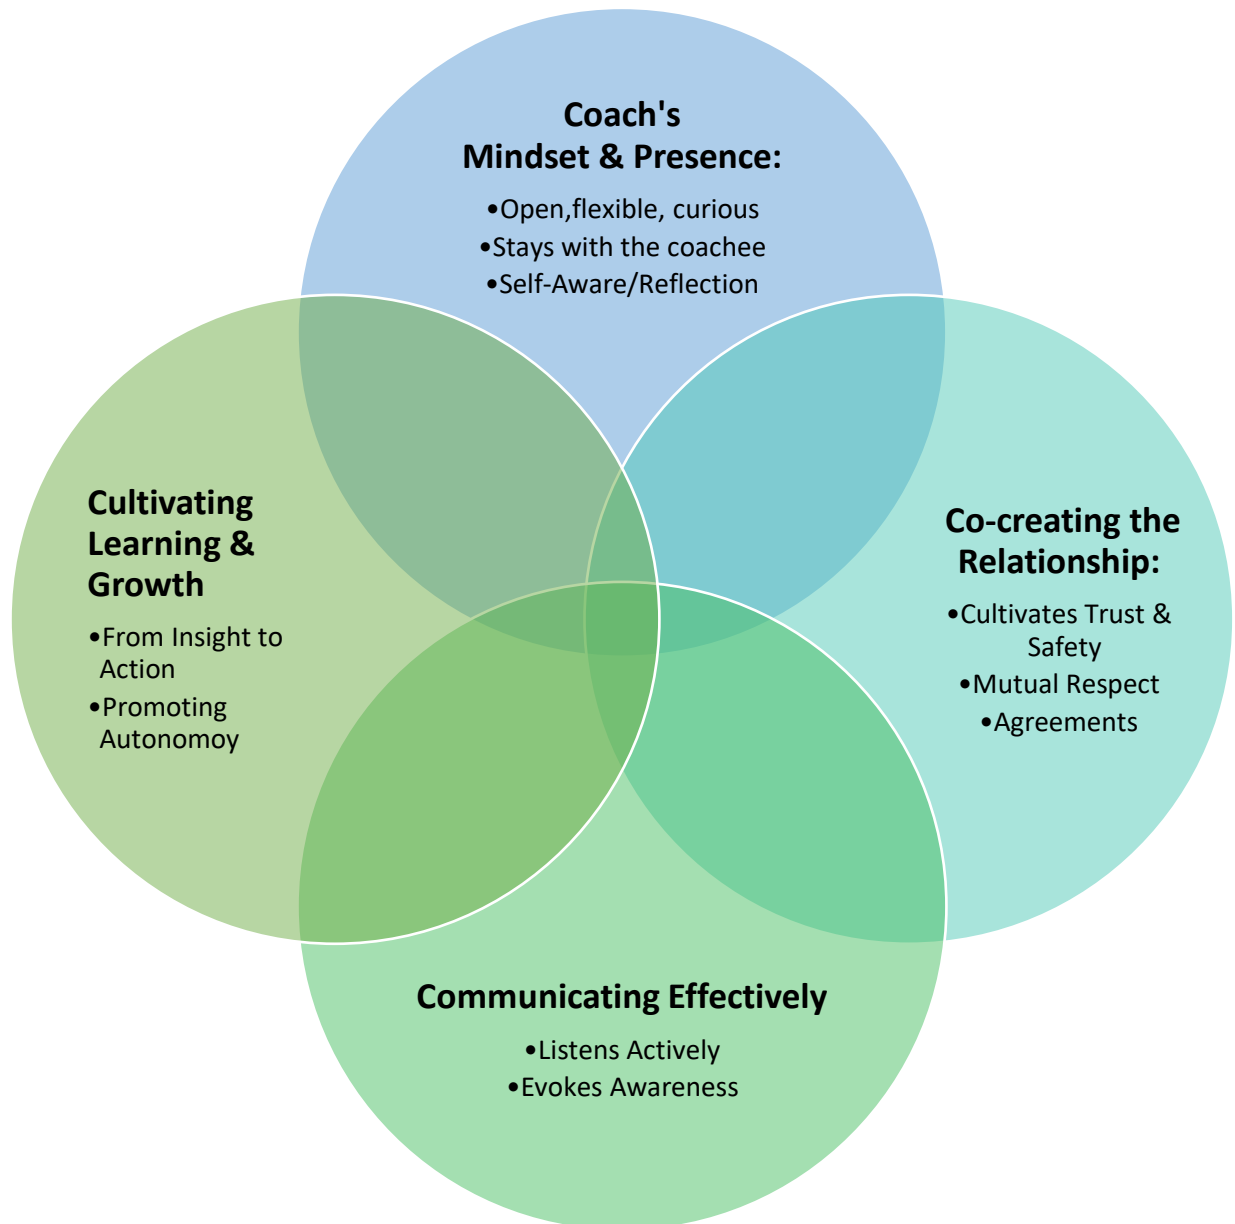 Coach's
Mindset & Presence:
•Open,flexible, curious
•Stays with the coachee
•Self-Aware/Reflection
Cultivating
Learning &
Growth
•From Insight to
Action
•Promoting
Autonomoy
Co-creating the
Relationship:
•Cultivates Trust &
Safety
•Mutual Respect
•Agreements
Communicating Effectively
•Listens Actively
•Evokes Awareness